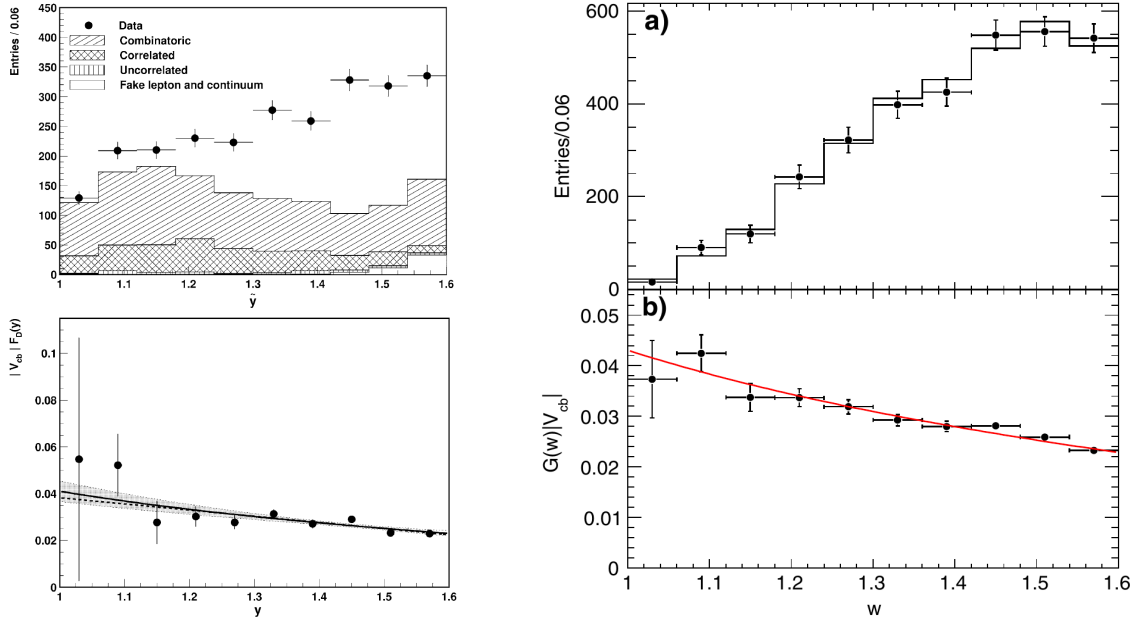 Entries / 0.06
450
400
350
300
250
200
150
100
50
0
Data
Combinatoric
Correlated
Uncorrelated
Fake lepton and continuum
1 1.1 1.2 1.3 1.4 1.5 1.6
ỹ
| V_cb | F_D(y)
0.1
0.08
0.06
0.04
0.02
0
1 1.1 1.2 1.3 1.4 1.5 1.6
y
a)
Entries/0.06
600
400
200
0
b)
G(w)|V_cb|
0.05
0.04
0.03
0.02
0.01
0
1 1.1 1.2 1.3 1.4 1.5 1.6
w